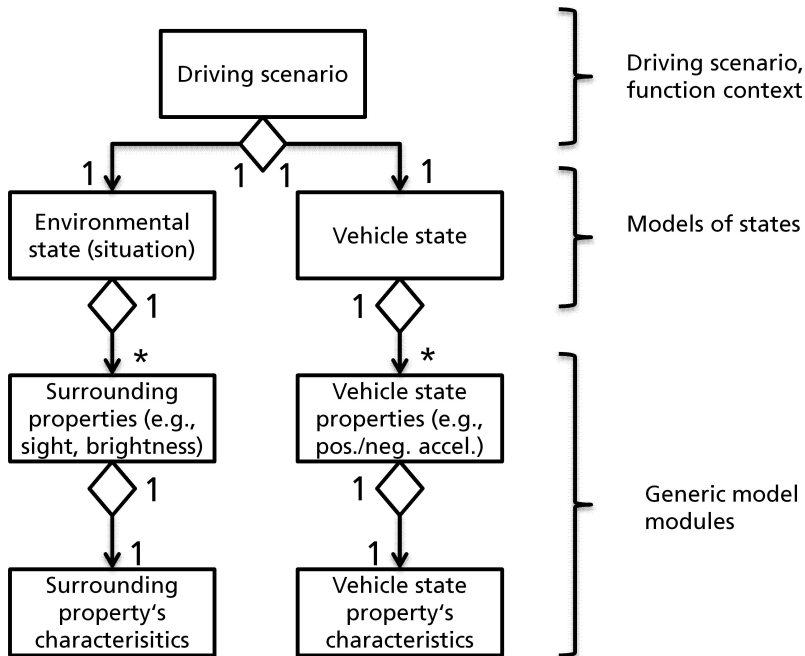 Driving scenario
Driving scenario,
function context
1
1
1
1
Environmental
state (situation)
Vehicle state
Models of states
1
1
*
*
Surrounding
properties (e.g.,
sight, brightness)
Vehicle state
properties (e.g.,
pos./neg. accel.)
1
1
Generic model
modules
1
1
Surrounding
property‘s
characterisitics
Vehicle state
property‘s
characteristics